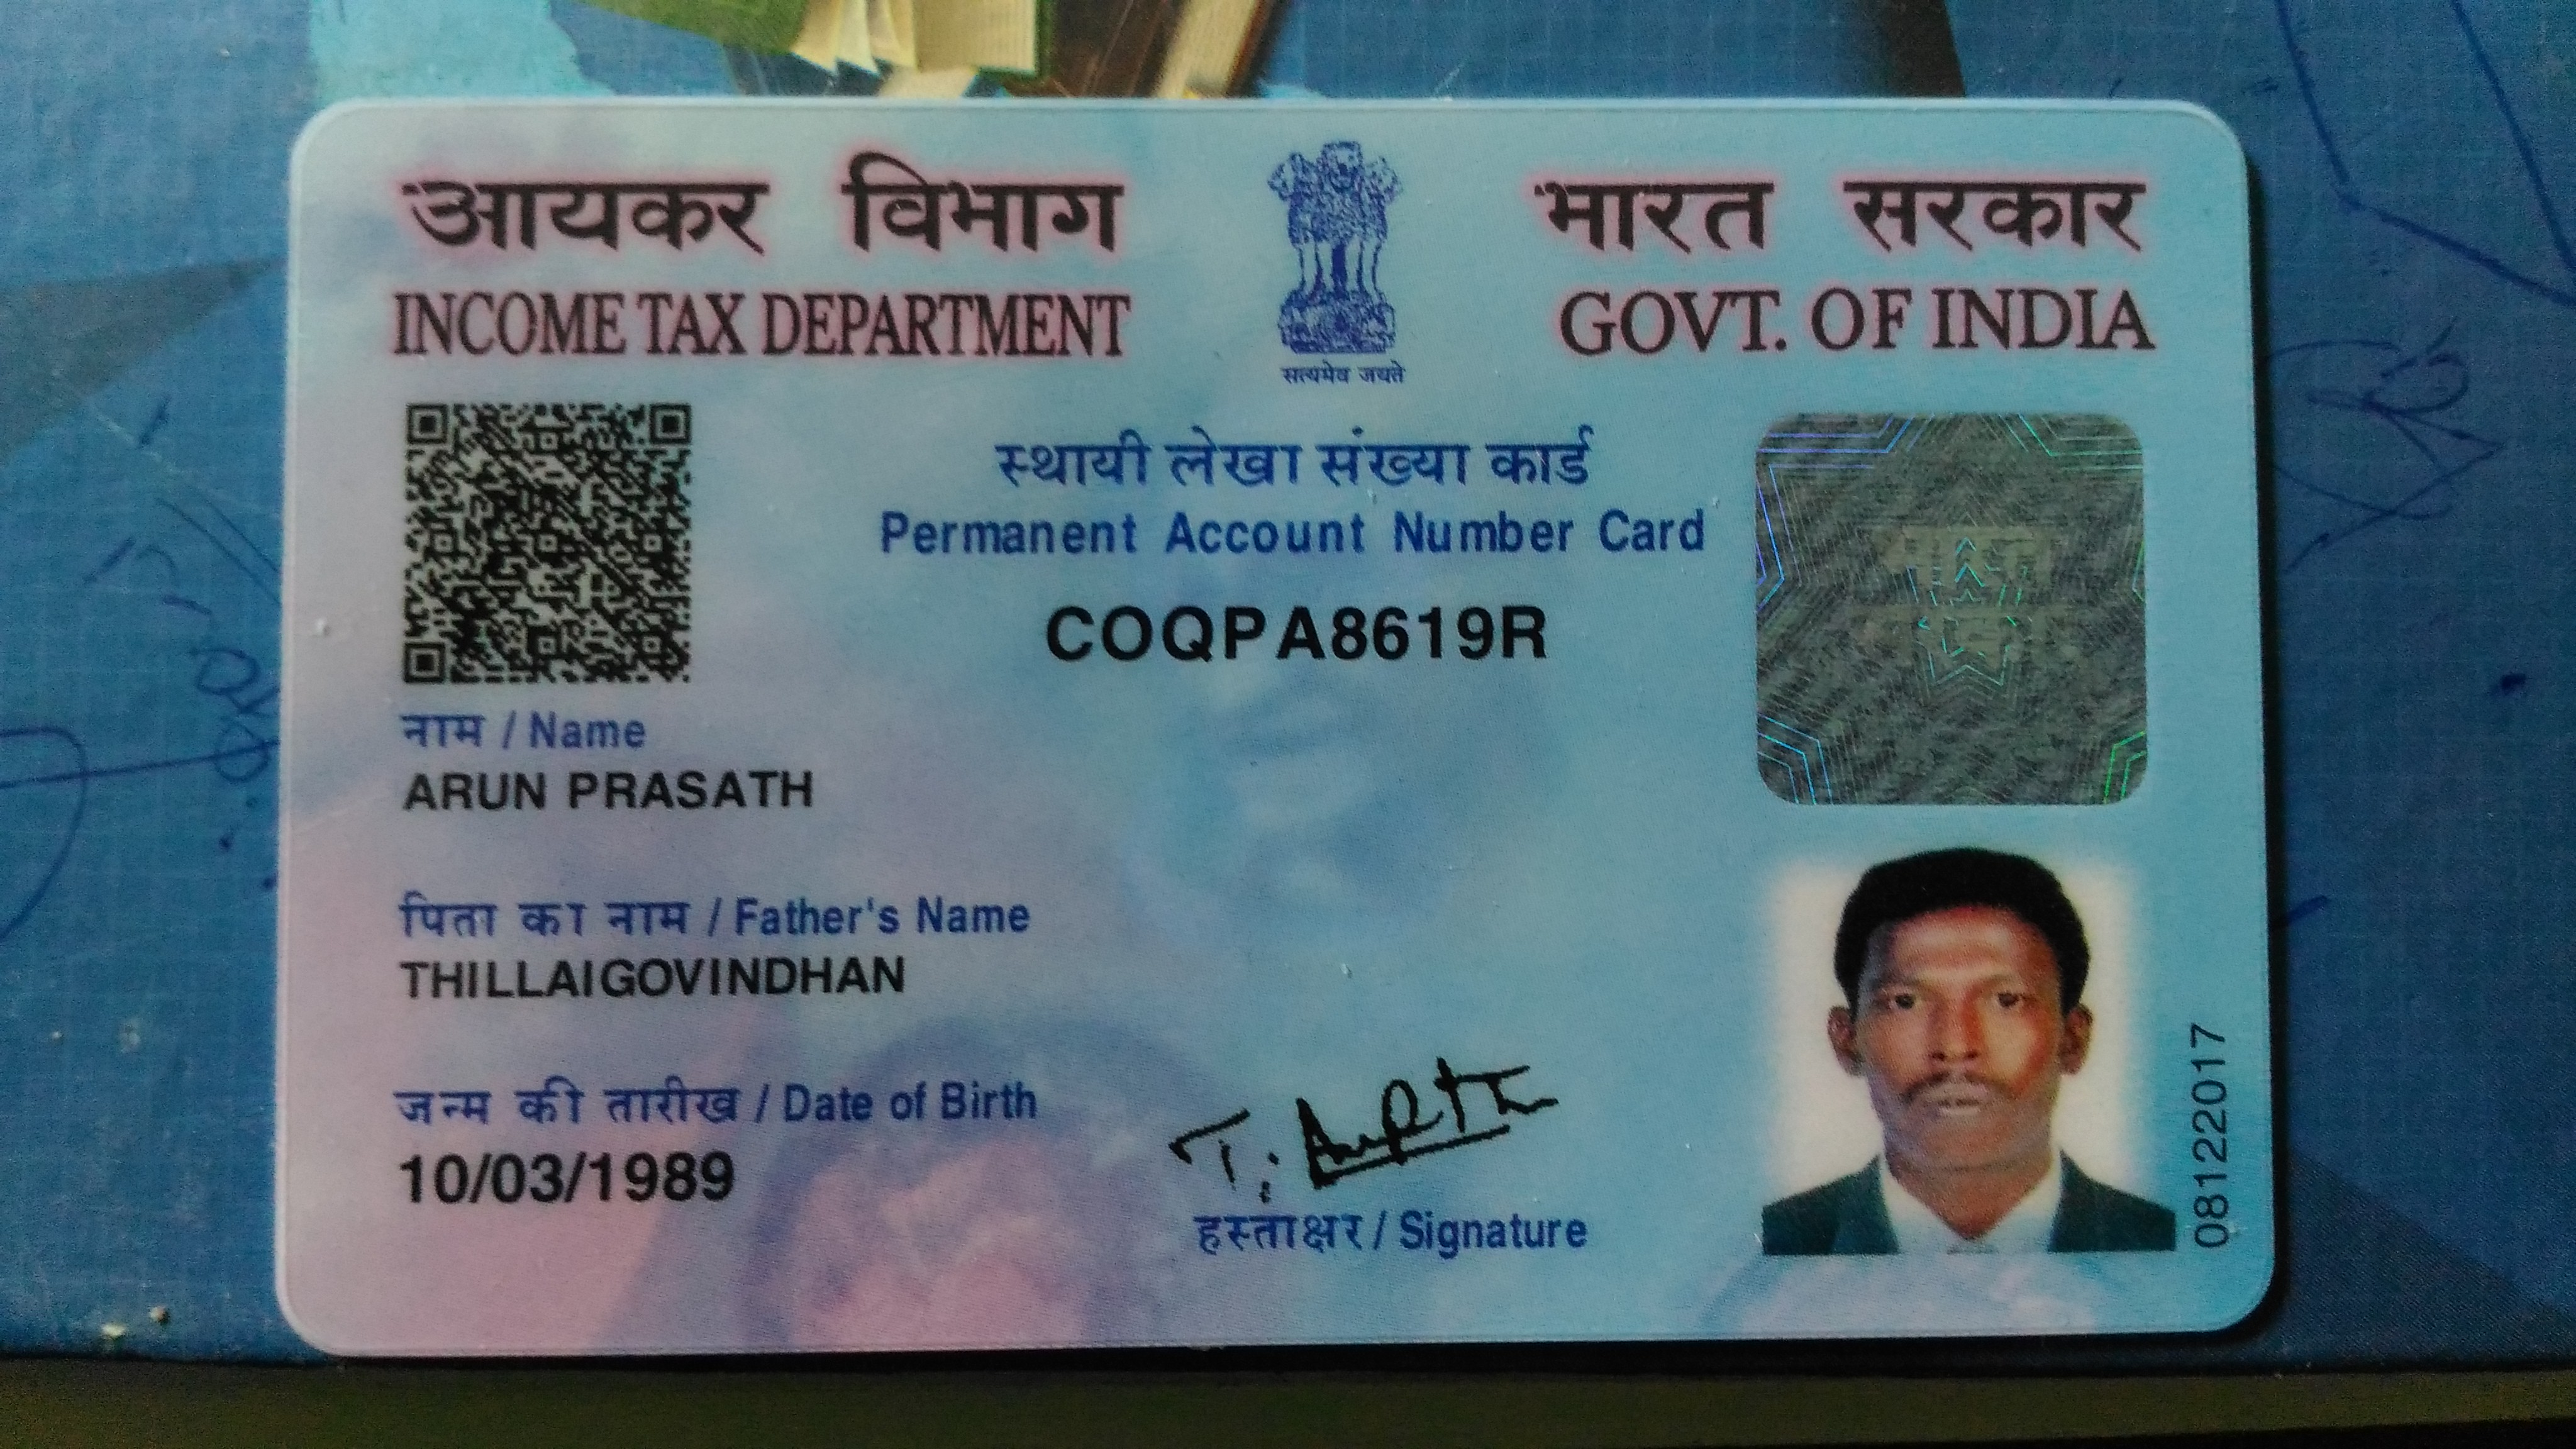 आयकर विभाग
INCOME TAX DEPARTMENT
भारत सरकार
GOVT. OF INDIA
सत्यमेव जयते
स्थायी लेखा संख्या कार्ड
Permanent Account Number Card
COQPA8619R
नाम / Name
ARUN PRASATH
पिता का नाम / Father's Name
THILLAIGOVINDHAN
जन्म की तारीख / Date of Birth
10/03/1989
हस्ताक्षर / Signature
08122017